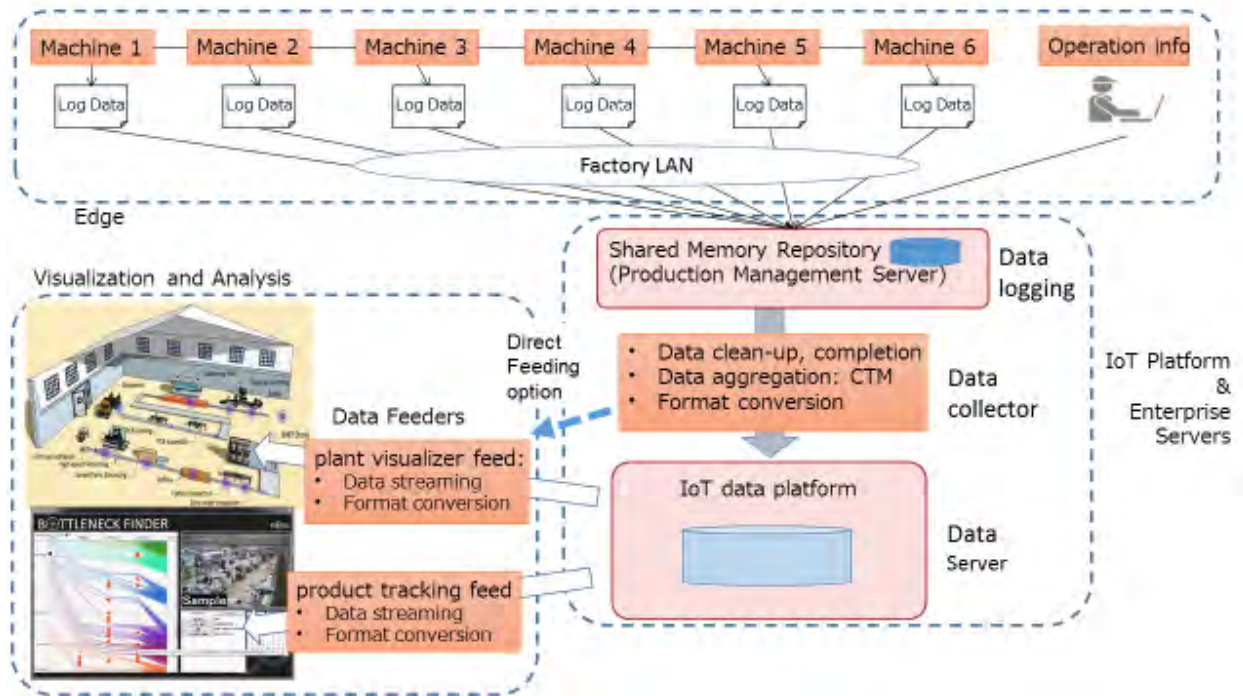 Machine 1
Machine 2
Machine 3
Machine 4
Machine 5
Machine 6
Operation info
Log Data
Log Data
Log Data
Log Data
Log Data
Log Data
Factory LAN
Edge
Shared Memory Repository
(Production Management Server)
Data
logging
Visualization and Analysis
Direct
Feeding
option
• Data clean-up, completion
• Data aggregation: CTM
• Format conversion
Data
collector
IoT Platform
&
Enterprise
Servers
Data Feeders
plant visualizer feed:
• Data streaming
• Format conversion
IoT data platform
Data
Server
BOTTLENECK FINDER
Sample
product tracking feed
• Data streaming
• Format conversion